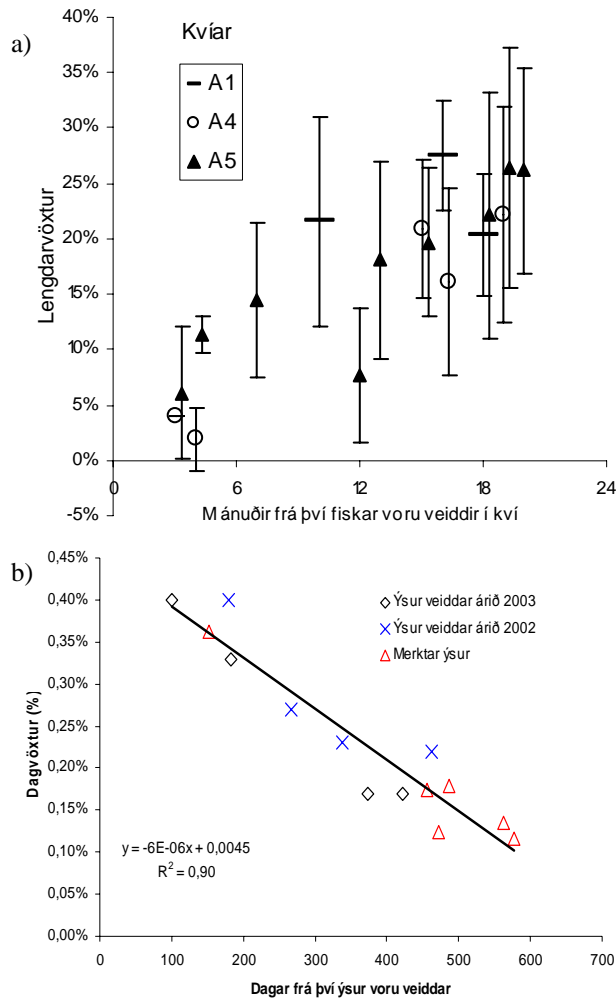 a)
Kvíar
A1
A4
A5
Lengdarvöxtur
40%
35%
30%
25%
20%
15%
10%
5%
0%
-5%
0 6 12 18 24
Mánuðir frá því fiskar voru veiddir í kví
b)
Dagvöxtur (%)
0,45%
0,40%
0,35%
0,30%
0,25%
0,20%
0,15%
0,10%
0,05%
0,00%
Ýsur veiddar árið 2003
Ýsur veiddar árið 2002
Merktar ýsur
y = -6E-06x + 0,0045
R² = 0,90
0 100 200 300 400 500 600 700
Dagar frá því ýsur voru veiddar